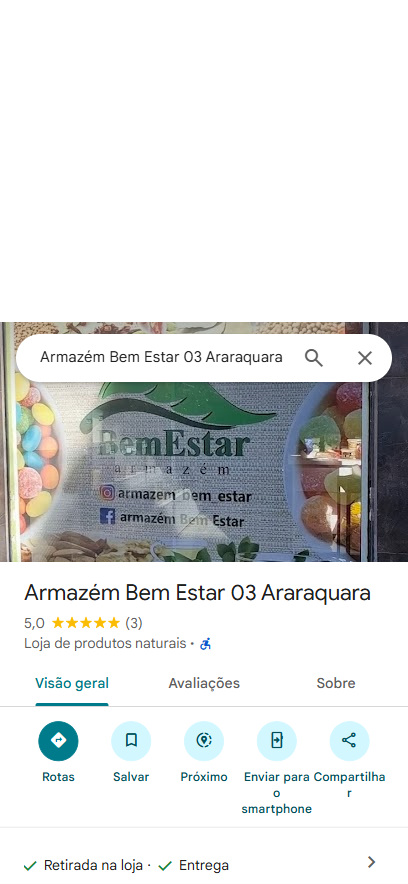 Armazém Bem Estar 03 Araraquara
BemEstar
armazém
armazem_bem_estar
armazém Bem Estar
Armazém Bem Estar 03 Araraquara
5,0 (3)
Loja de produtos naturais ·
Visão geral Avaliações Sobre
Rotas Salvar Próximo Enviar para o smartphone Compartilhar
Retirada na loja · Entrega